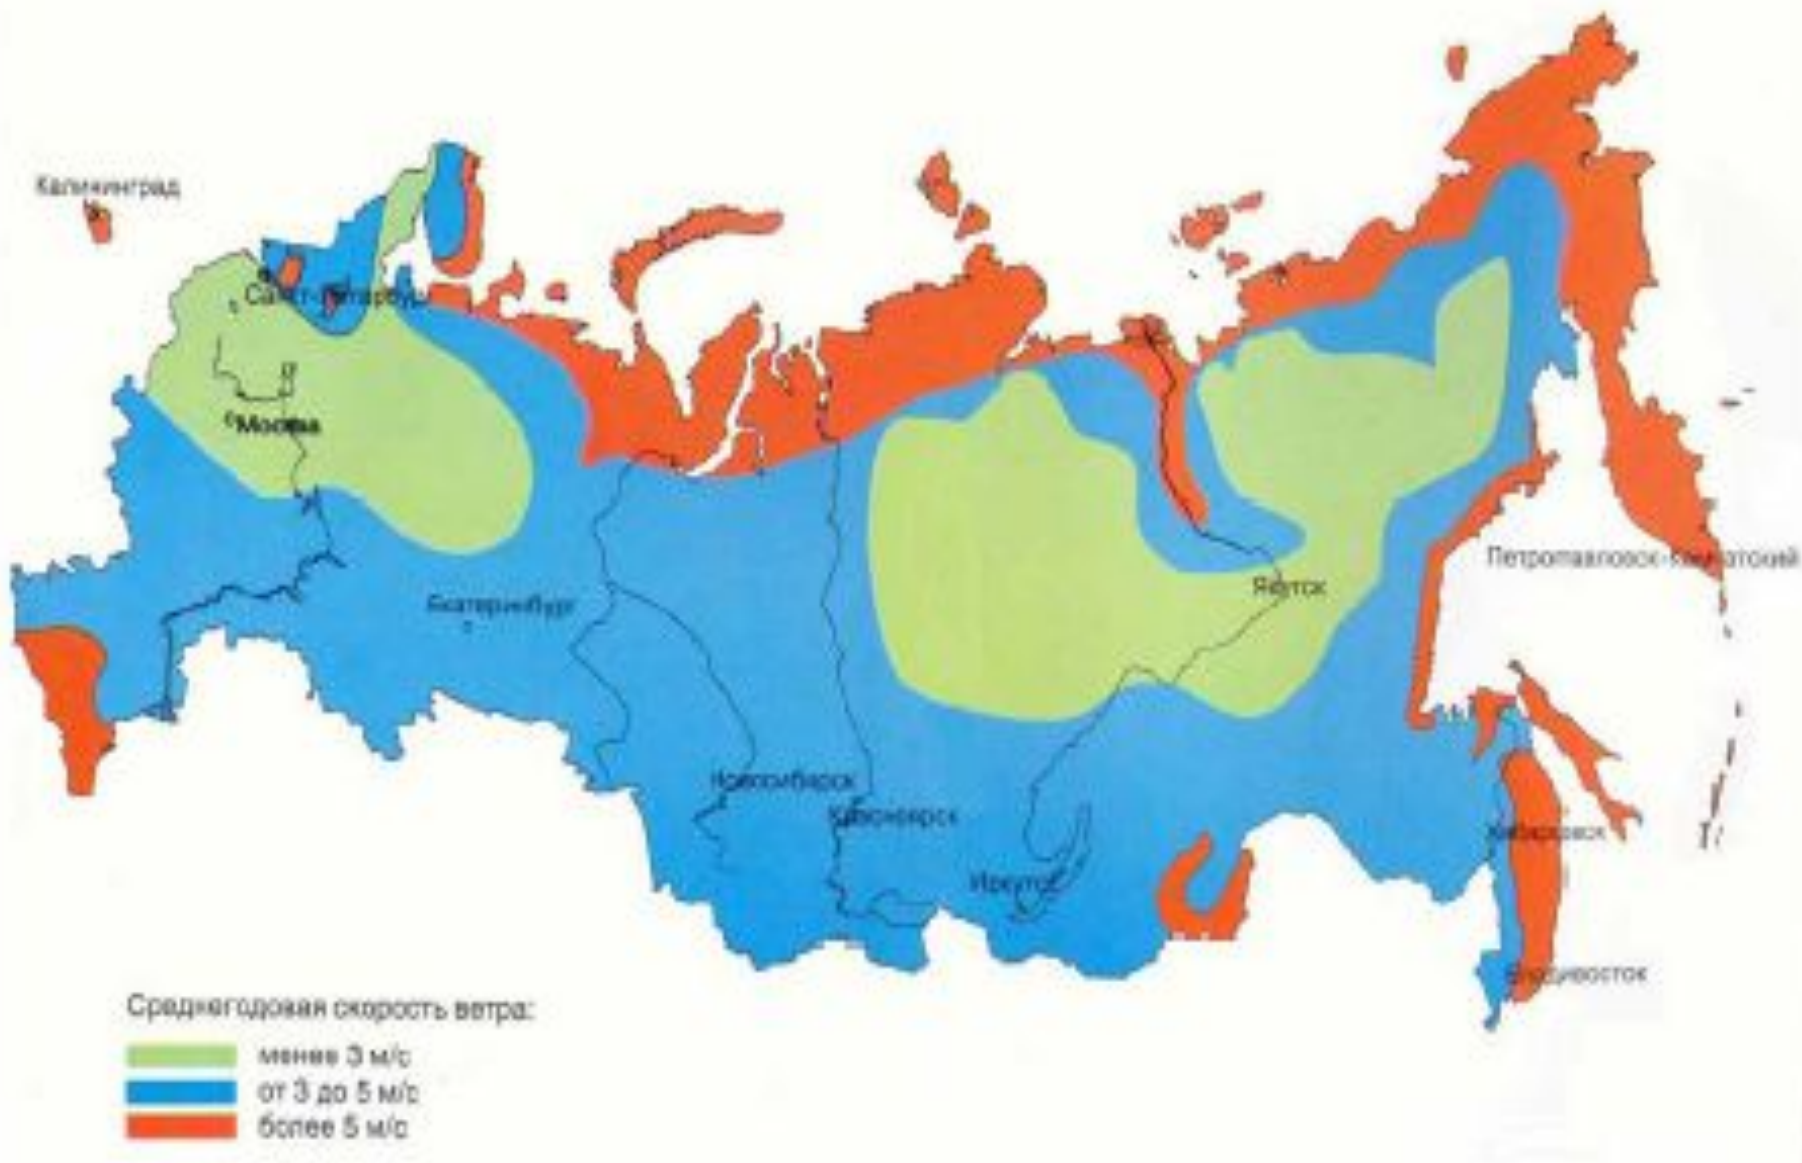 Калининград
Санкт-Петербург
Москва
Петропавловск-Камчатский
Якутск
Екатеринбург
Новосибирск
Красноярск
Хабаровск
Иркутск
Владивосток
Среднегодовая скорость ветра:
менее 3 м/с
от 3 до 5 м/с
более 5 м/с